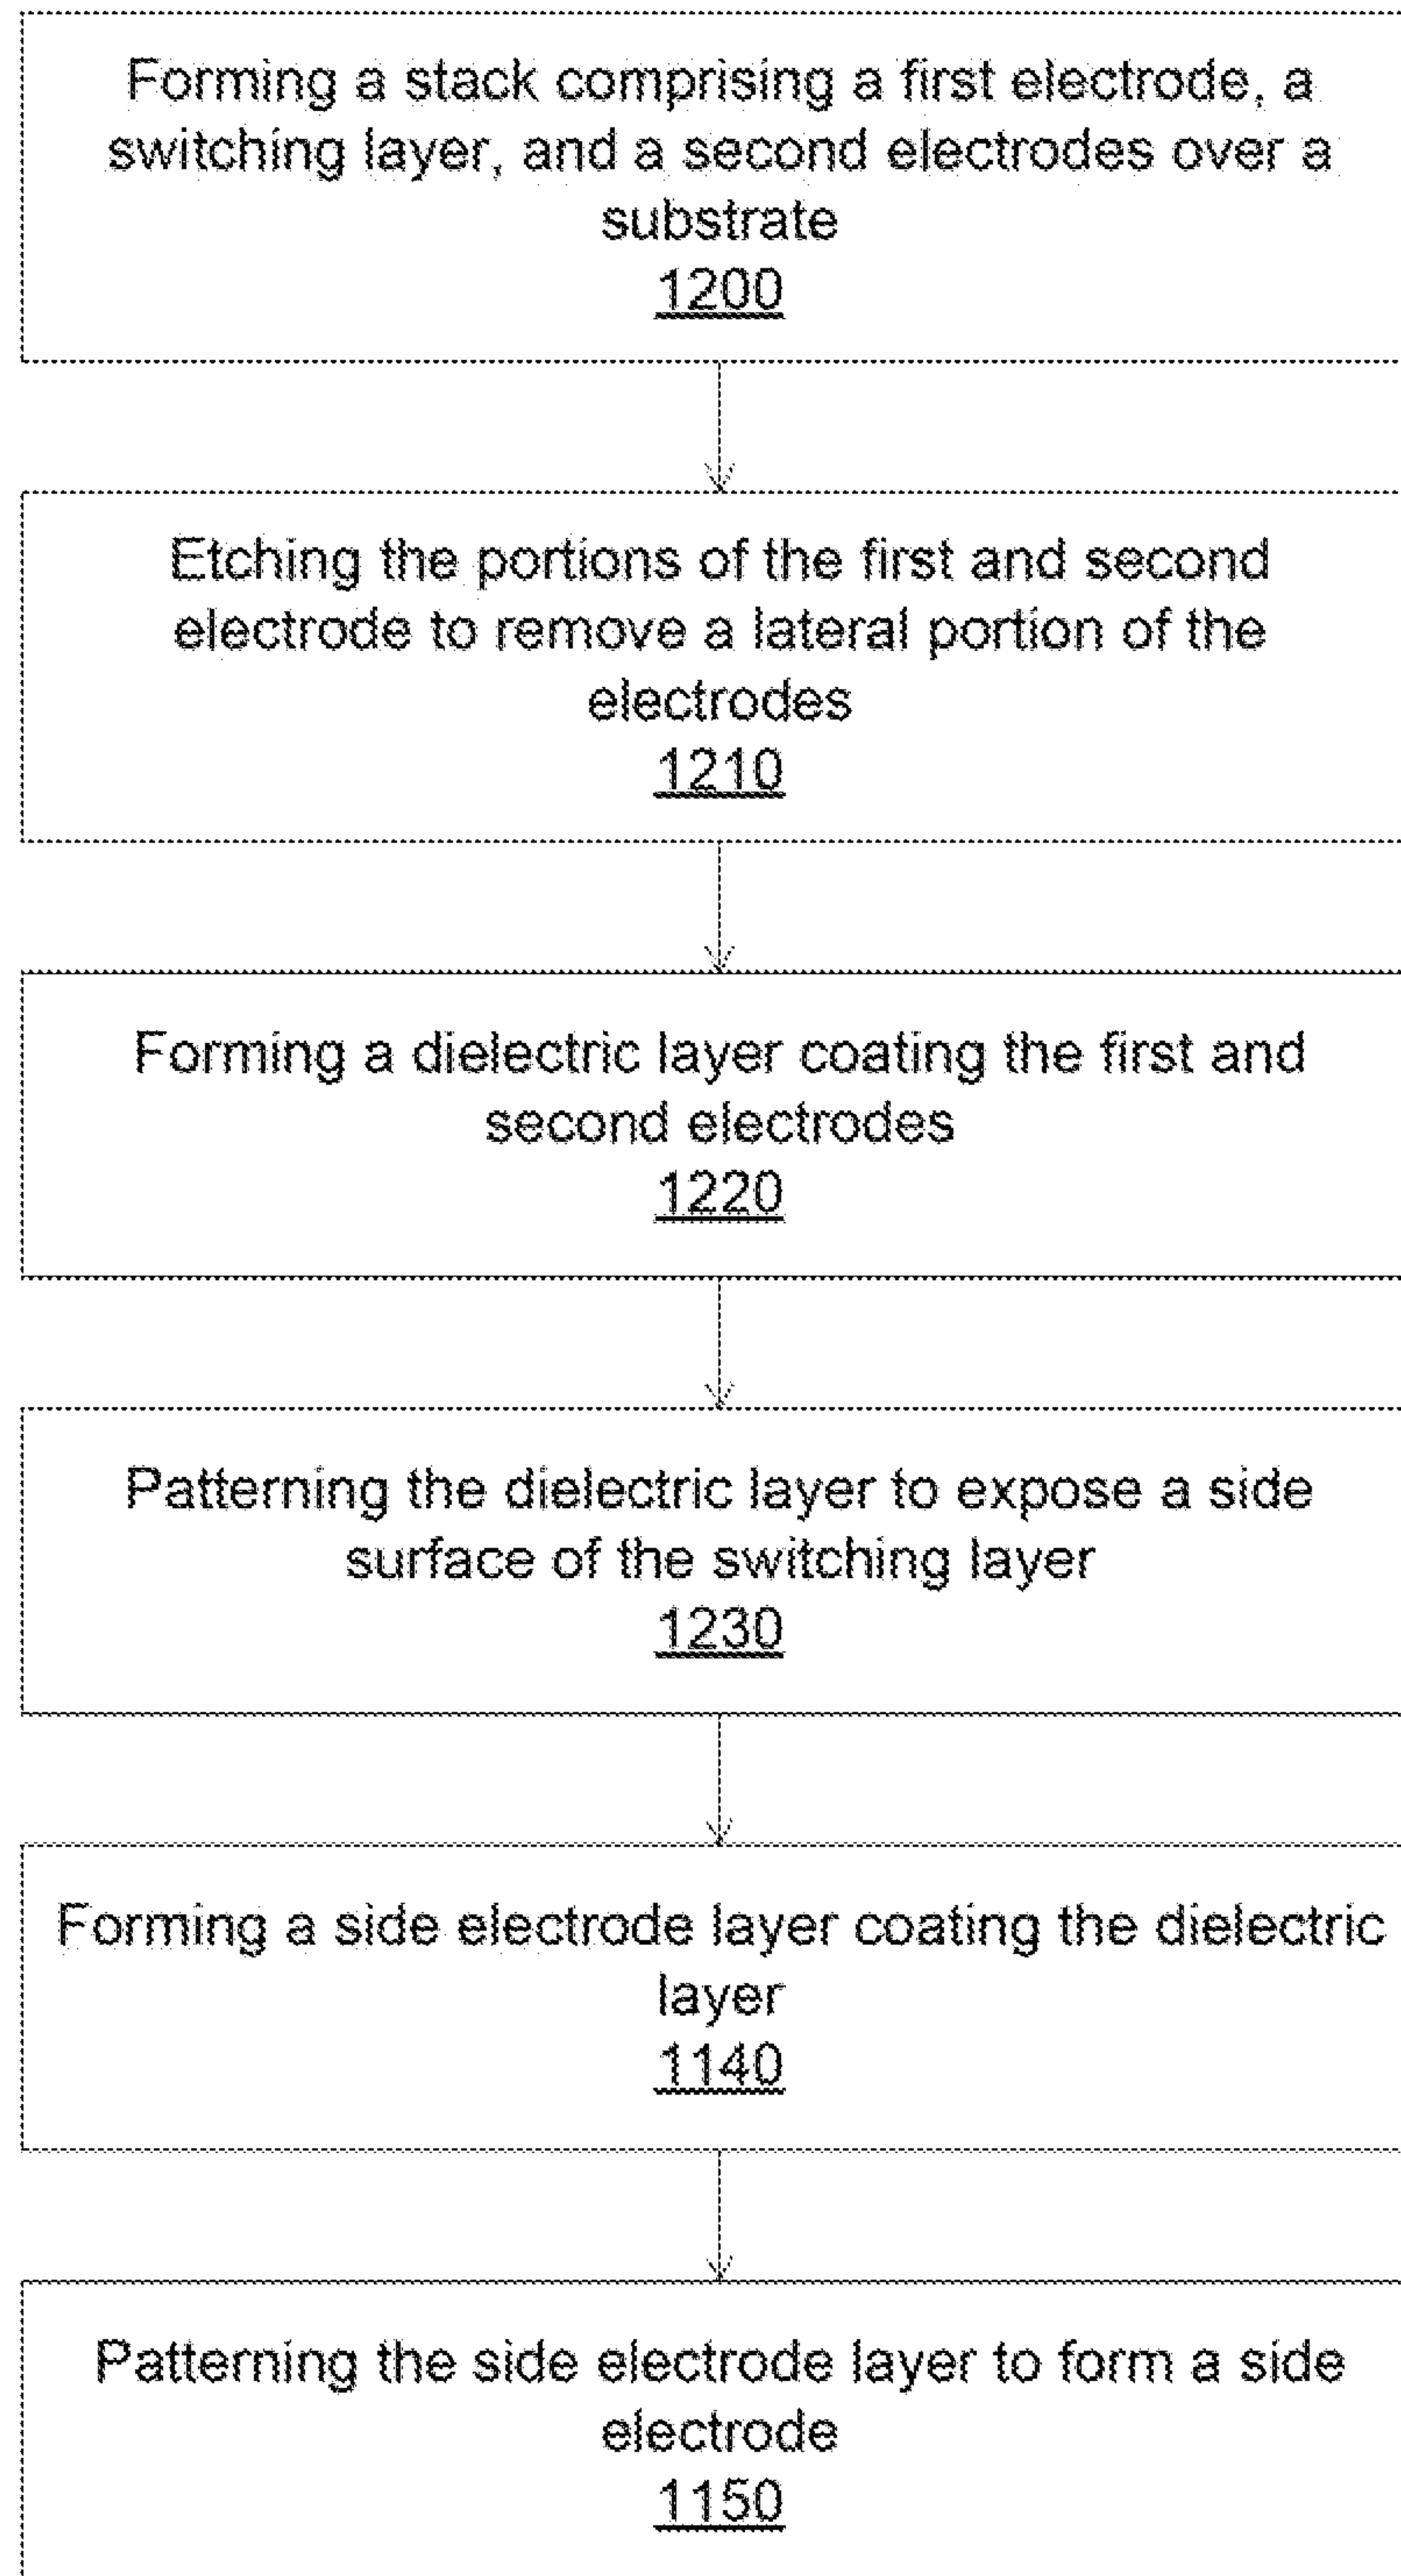 Forming a stack comprising a first electrode, a
switching layer, and a second electrodes over a
substrate
1200
Etching the portions of the first and second
electrode to remove a lateral portion of the
electrodes
1210
Forming a dielectric layer coating the first and
second electrodes
1220
Patterning the dielectric layer to expose a side
surface of the switching layer
1230
Forming a side electrode layer coating the dielectric
layer
1140
Patterning the side electrode layer to form a side
electrode
1150